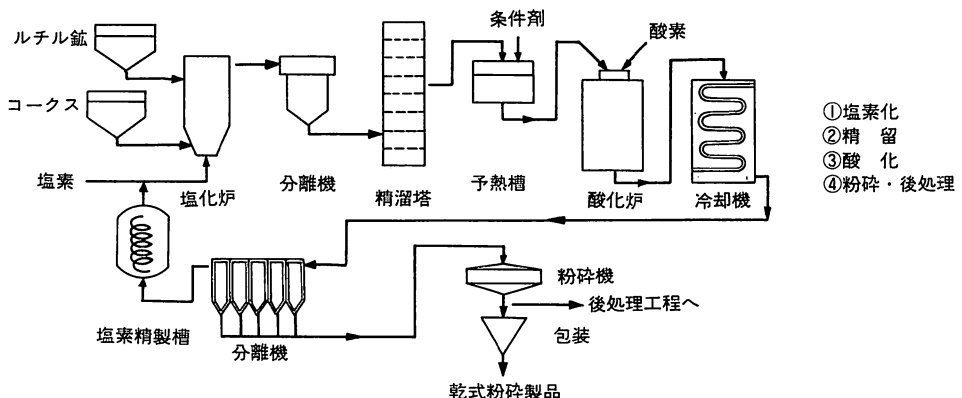 条件剤
ルチル鉱
酸素
コークス
①塩素化
②精　留
③酸　化
④粉砕・後処理
塩素
塩化炉
分離機
精溜塔
予熱槽
酸化炉
冷却機
粉砕機
後処理工程へ
塩素精製槽
分離機
包装
乾式粉砕製品